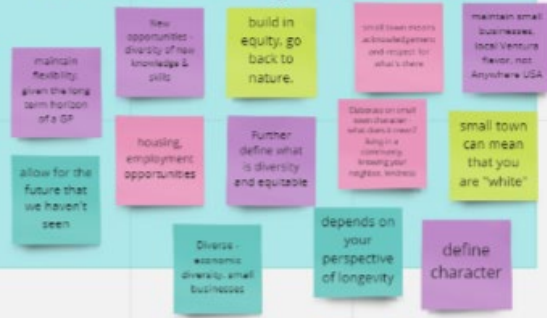 New
opportunities -
diversity of new
knowledge &
skills
build in
equity, go
back to
nature.
small town means
acknowledgement
and respect for
what's there
maintain small
businesses,
local Ventura
flavor, not
Anywhere USA
maintain
flexibility
given the long
term horizon
of a GP
housing,
employment
opportunities
Further
define what
is diversity
and equitable
Elaborate on small
town character -
what does it mean?
living in a
community,
knowing your
neighbor, kindness
small town
can mean
that you
are "white"
allow for the
future that
we haven't
seen
Diverse -
economic
diversity, small
businesses
depends on
your
perspective
of longevity
define
character